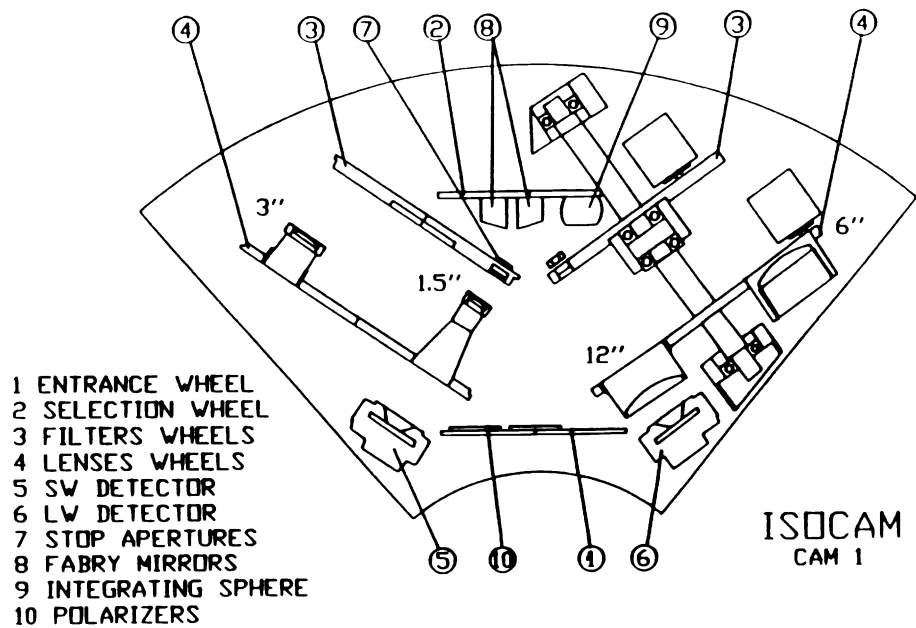 4 3 7 2 8 9 3 4
3″
6″
1.5″
12″
1 ENTRANCE WHEEL
2 SELECTION WHEEL
3 FILTERS WHEELS
4 LENSES WHEELS
5 SW DETECTOR
6 LW DETECTOR
7 STOP APERTURES
8 FABRY MIRRORS
9 INTEGRATING SPHERE
10 POLARIZERS
5 10 1 6
ISOCAM
CAM 1